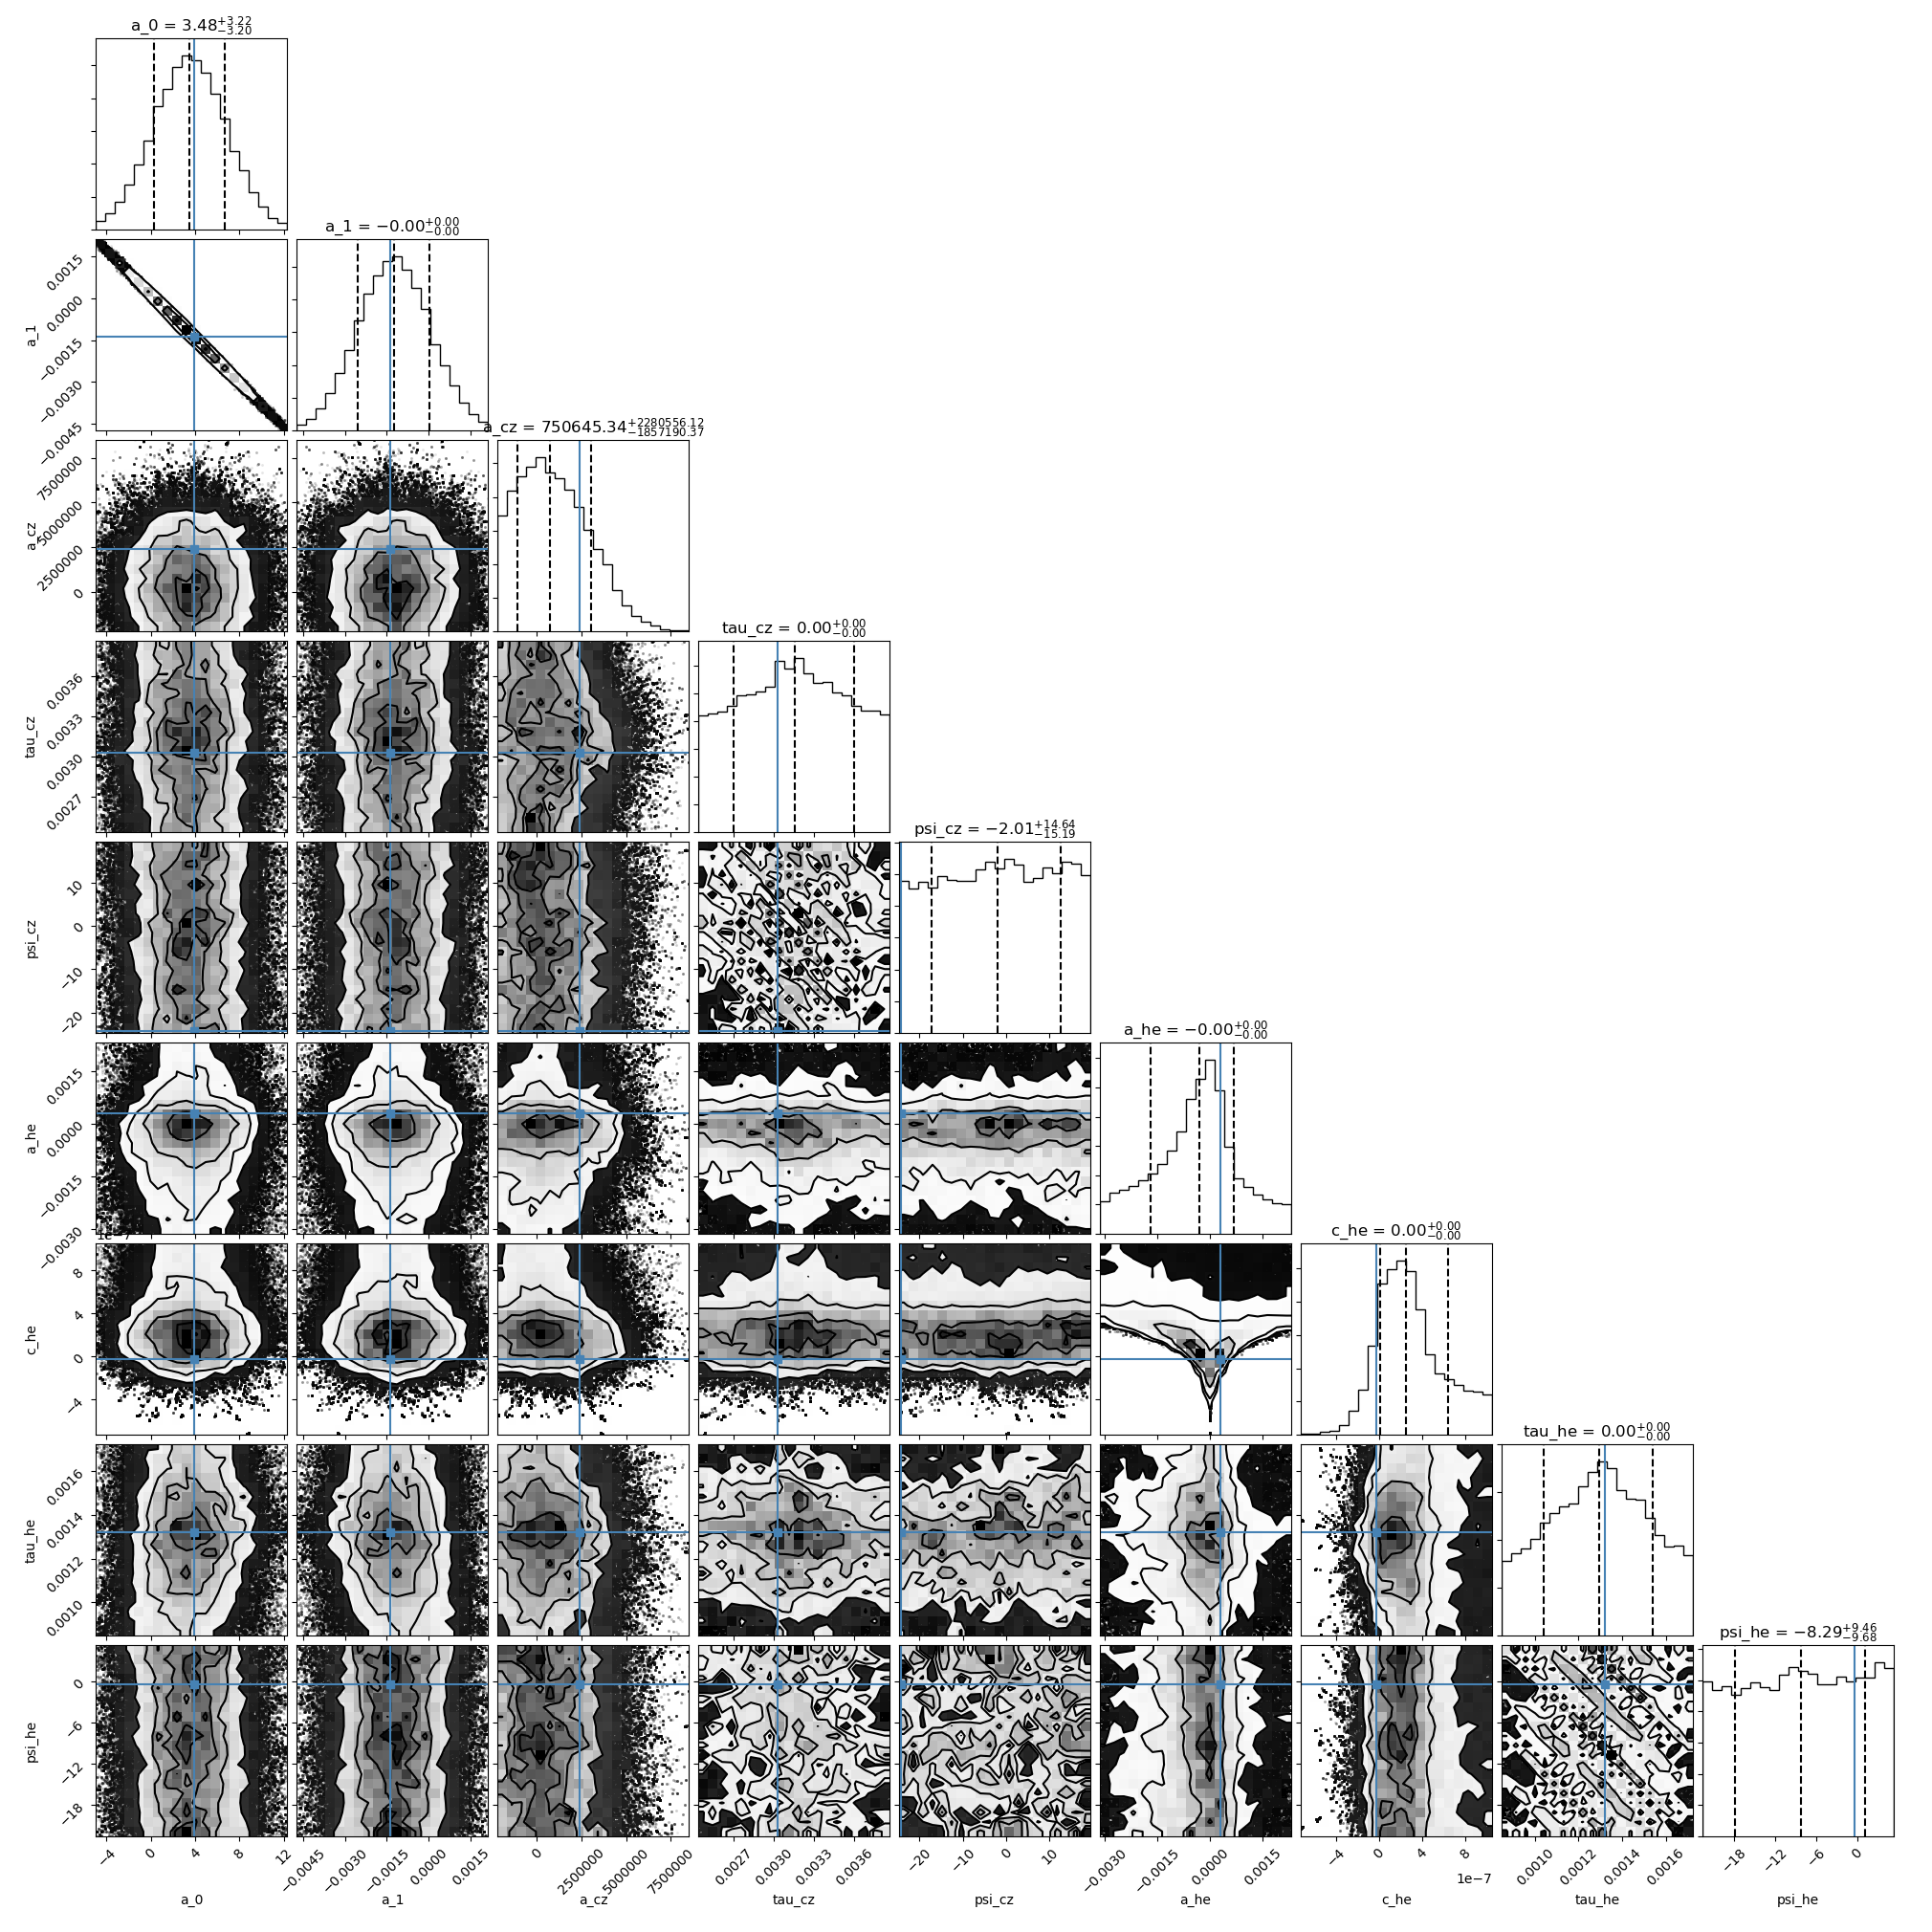 a_0 = 3.48 +3.22 −3.20
a_1 = −0.00 +0.00 −0.00
0.0015
0.0000
−0.0015
−0.0030
−0.0045
a_1
a_cz = 750645.34 +2280556.12 −1857190.37
7500000
5000000
2500000
0
a_cz
tau_cz = 0.00 +0.00 −0.00
0.0036
0.0033
0.0030
0.0027
tau_cz
psi_cz = −2.01 +14.64 −15.19
10
0
−10
−20
psi_cz
a_he = −0.00 +0.00 −0.00
0.0015
0.0000
−0.0015
−0.0030
a_he
c_he = 0.00 +0.00 −0.00
1e−7
8
4
0
−4
c_he
tau_he = 0.00 +0.00 −0.00
0.0016
0.0014
0.0012
0.0010
tau_he
psi_he = −8.29 +9.46 −9.68
0
−6
−12
−18
psi_he
−4 0 4 8 12
−0.0045 −0.0030 −0.0015 0.0000 0.0015
0 2500000 5000000 7500000
0.0027 0.0030 0.0033 0.0036
−20 −10 0 10
−0.0030 −0.0015 0.0000 0.0015
−4 0 4 8
1e−7
0.0010 0.0012 0.0014 0.0016
−18 −12 −6 0
a_0 a_1 a_cz tau_cz psi_cz a_he c_he tau_he psi_he